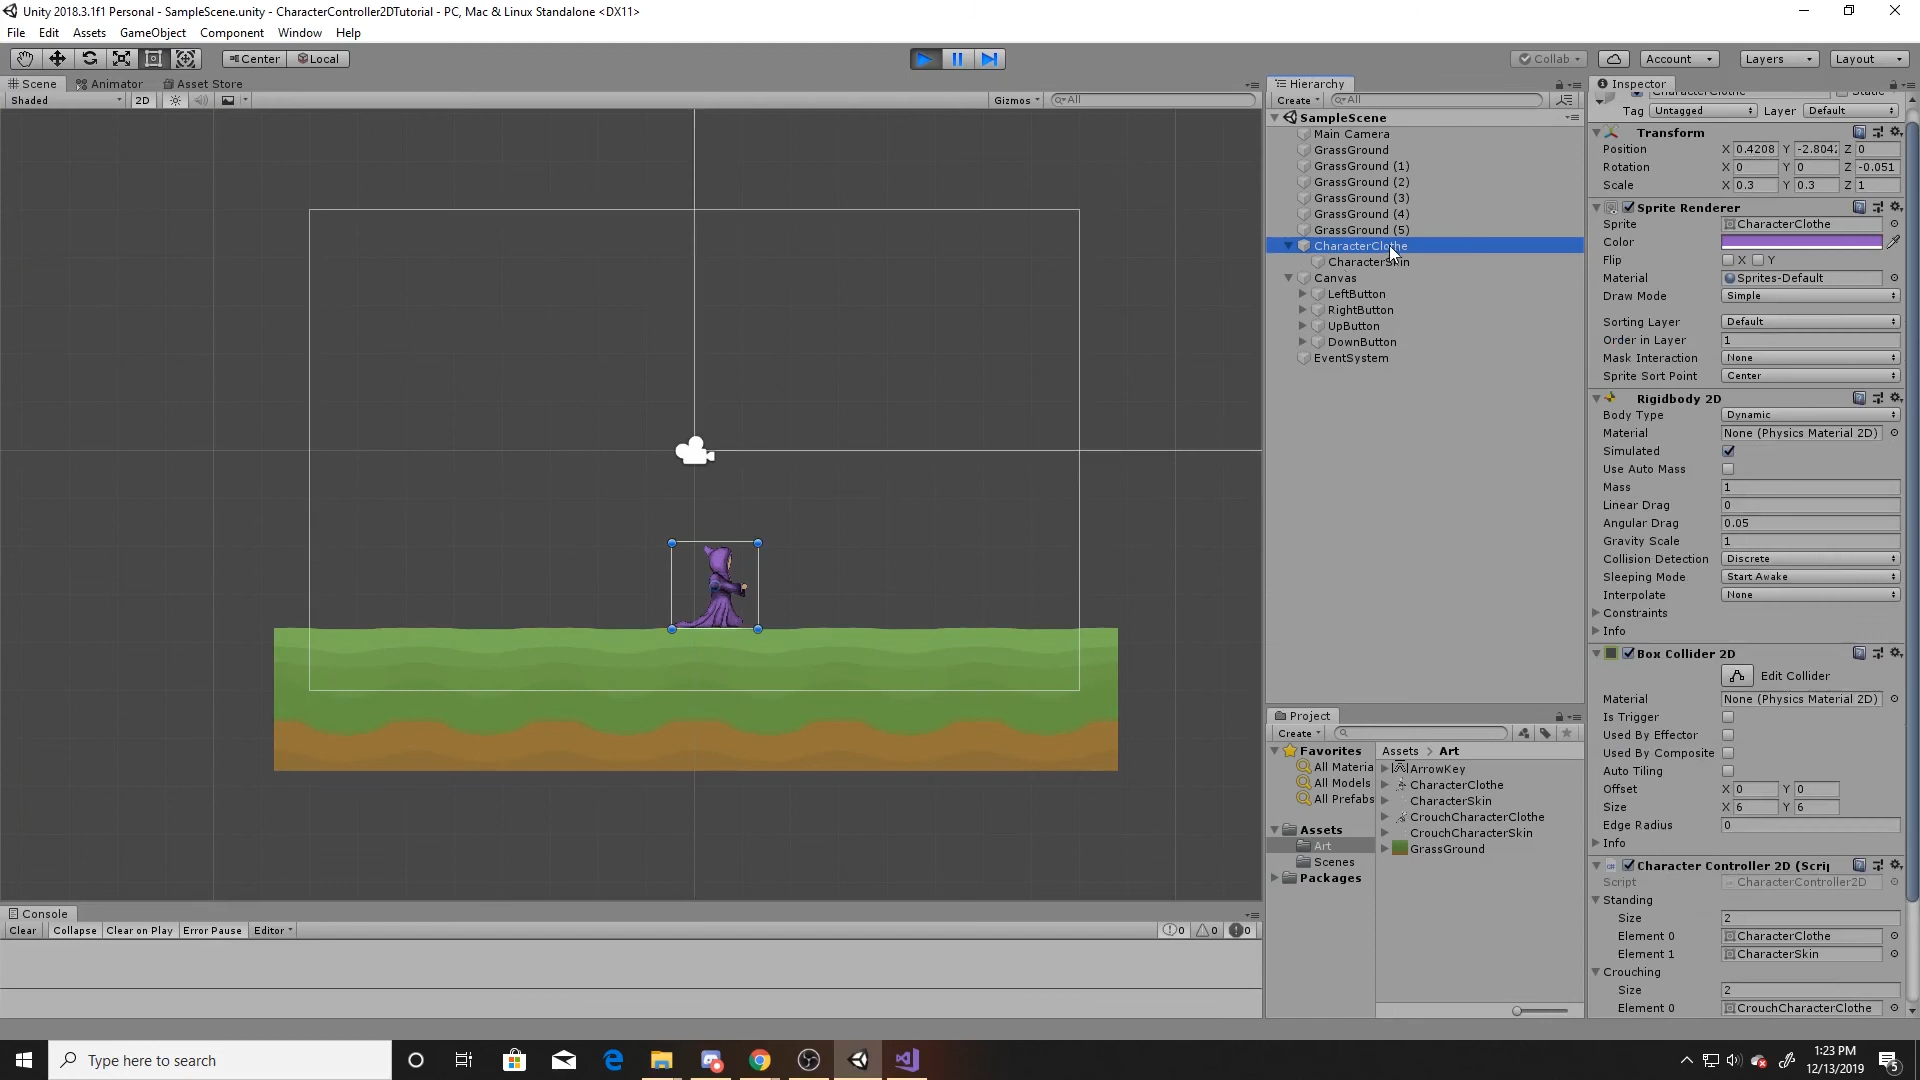 Unity 2018.3.1f1 Personal - SampleScene.unity - CharacterController2DTutorial - PC, Mac & Linux Standalone <DX11>
File Edit Assets GameObject Component Window Help
Center Local Collab Account Layers Layout
Scene Animator Asset Store
Shaded 2D Gizmos All
Hierarchy
Create All
SampleScene
Main Camera
GrassGround
GrassGround (1)
GrassGround (2)
GrassGround (3)
GrassGround (4)
GrassGround (5)
CharacterClothe
CharacterSkin
Canvas
LeftButton
RightButton
UpButton
DownButton
EventSystem
Project
Create
Favorites
All Materia
All Models
All Prefabs
Assets
Art
Scenes
Packages
Assets > Art
ArrowKey
CharacterClothe
CharacterSkin
CrouchCharacterClothe
CrouchCharacterSkin
GrassGround
Inspector
Tag Untagged Layer Default
Transform
Position X 0.4208 Y -2.804 Z 0
Rotation X 0 Y 0 Z -0.051
Scale X 0.3 Y 0.3 Z 1
Sprite Renderer
Sprite CharacterClothe
Color
Flip X Y
Material Sprites-Default
Draw Mode Simple
Sorting Layer Default
Order in Layer 1
Mask Interaction None
Sprite Sort Point Center
Rigidbody 2D
Body Type Dynamic
Material None (Physics Material 2D)
Simulated
Use Auto Mass
Mass 1
Linear Drag 0
Angular Drag 0.05
Gravity Scale 1
Collision Detection Discrete
Sleeping Mode Start Awake
Interpolate None
Constraints
Info
Box Collider 2D
Edit Collider
Material None (Physics Material 2D)
Is Trigger
Used By Effector
Used By Composite
Auto Tiling
Offset X 0 Y 0
Size X 6 Y 6
Edge Radius 0
Info
Character Controller 2D (Scrip
Script CharacterController2D
Standing
Size 2
Element 0 CharacterClothe
Element 1 CharacterSkin
Crouching
Size 2
Element 0 CrouchCharacterClothe
Console
Clear Collapse Clear on Play Error Pause Editor 0 0 0
Type here to search
1:23 PM
12/13/2019
5